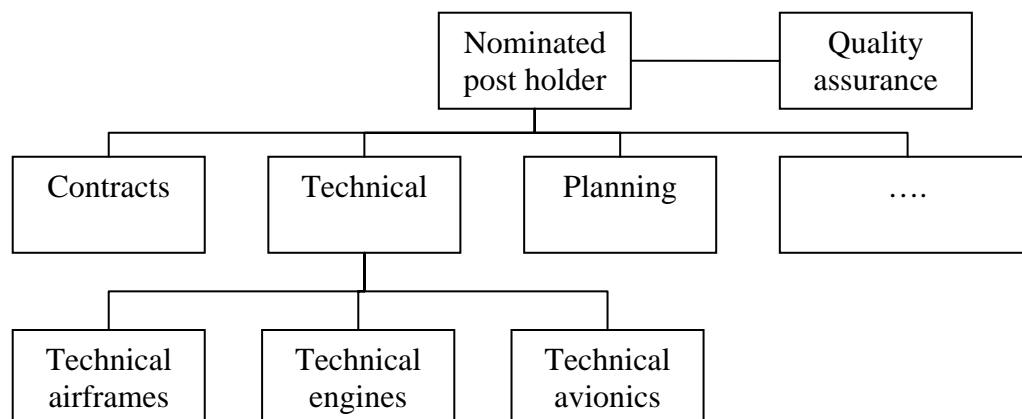 Nominated
post holder
Quality
assurance
Contracts
Technical
Planning
….
Technical
airframes
Technical
engines
Technical
avionics